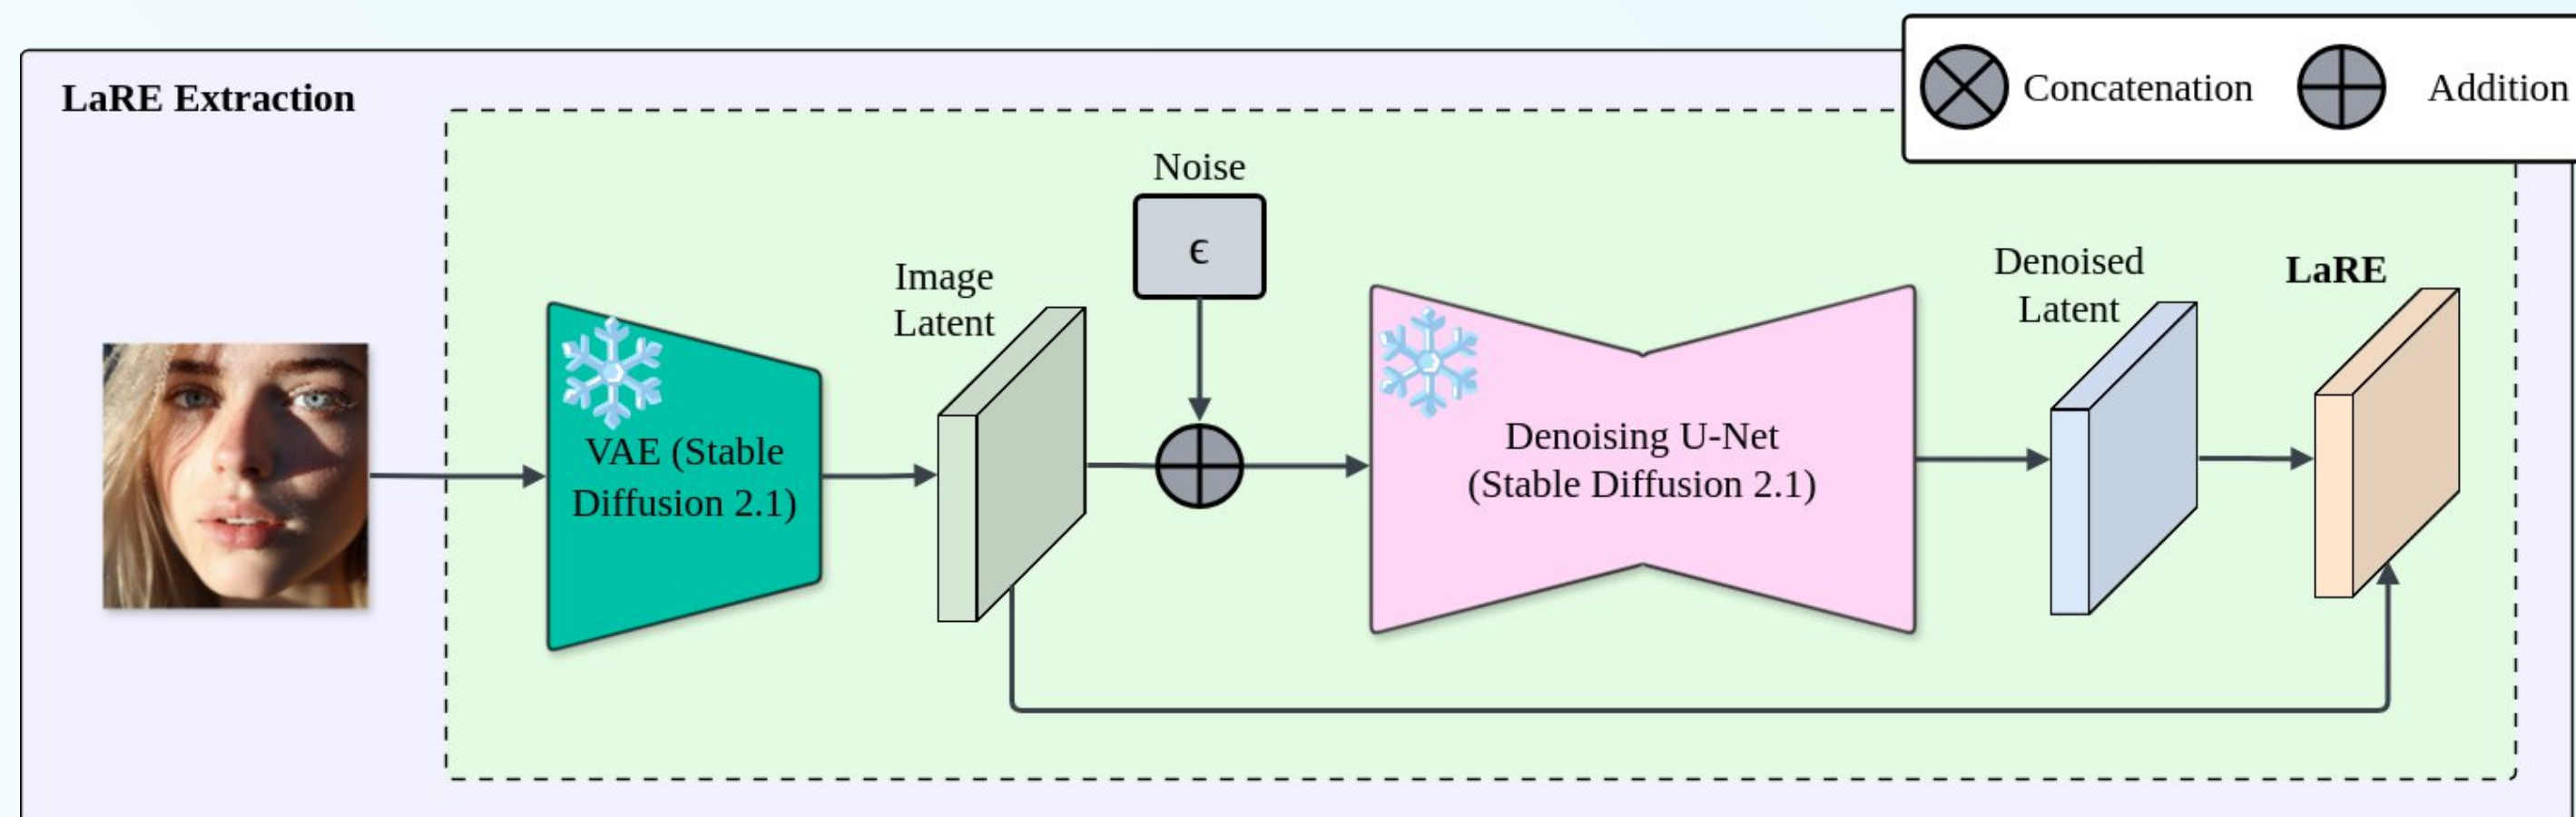 LaRE Extraction
Concatenation
Addition
Noise
ϵ
Image
Latent
Denoised
Latent
LaRE
VAE (Stable
Diffusion 2.1)
Denoising U-Net
(Stable Diffusion 2.1)